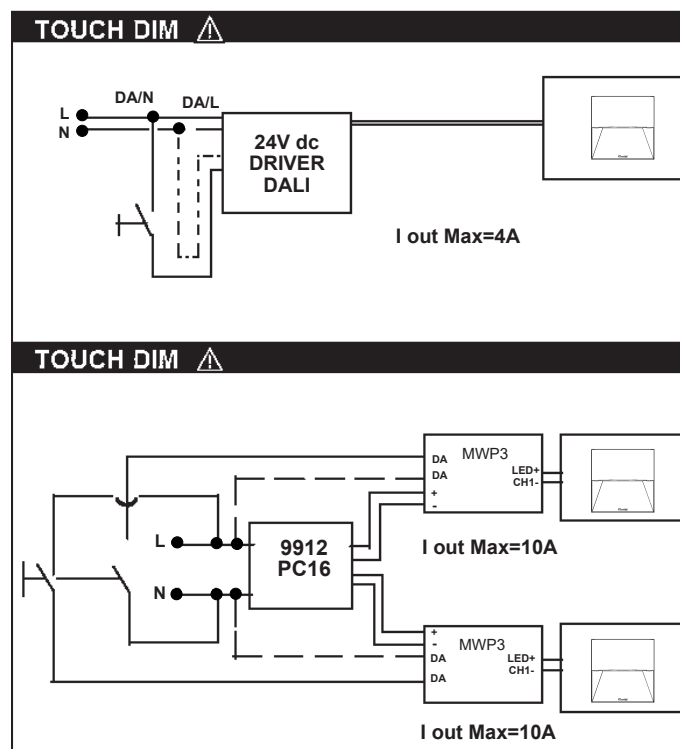 TOUCH DIM ⚠
DA/N
DA/L
L
N
24V dc
DRIVER
DALI
I out Max=4A
TOUCH DIM ⚠
DA
DA
+
-
MWP3
LED+
CH1-
I out Max=10A
L
N
9912
PC16
+
-
DA
DA
MWP3
LED+
CH1-
I out Max=10A